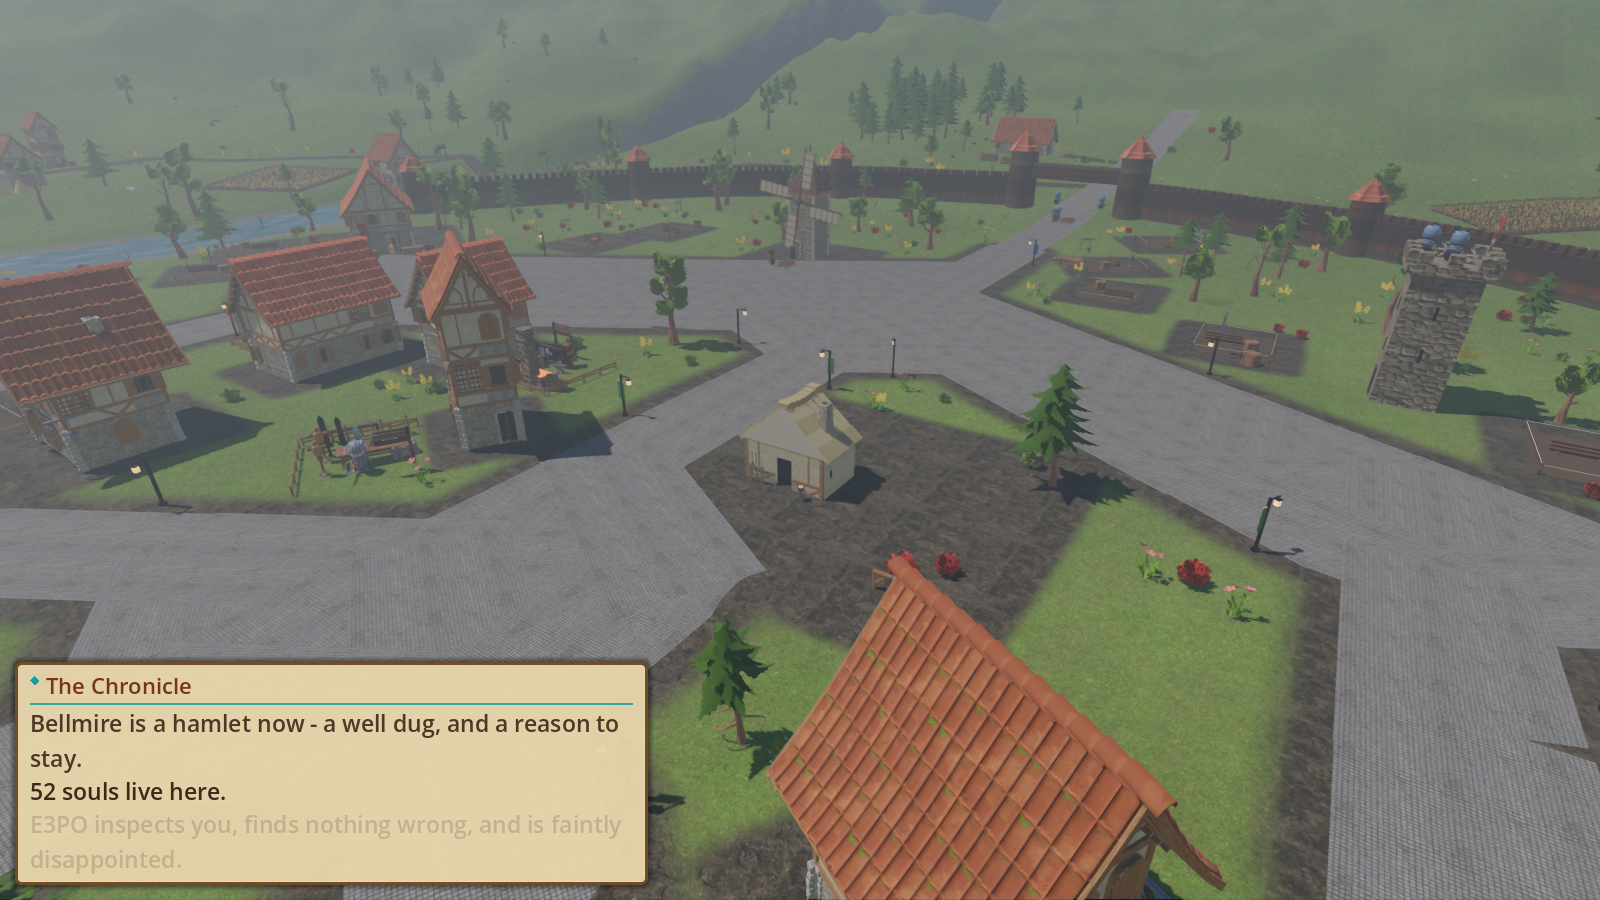 The Chronicle
Bellmire is a hamlet now - a well dug, and a reason to
stay.
52 souls live here.
E3PO inspects you, finds nothing wrong, and is faintly
disappointed.